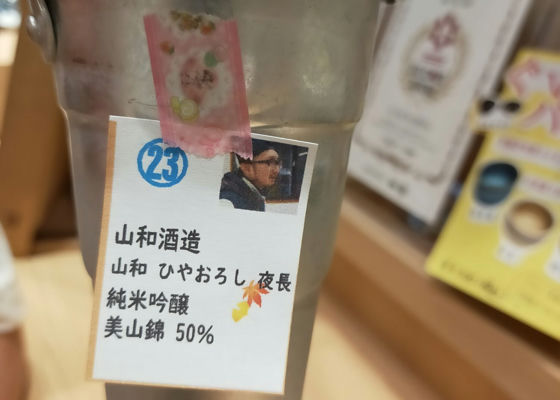 ㉓
山和酒造
山和 ひやおろし 夜長
純米吟醸
美山錦 50%